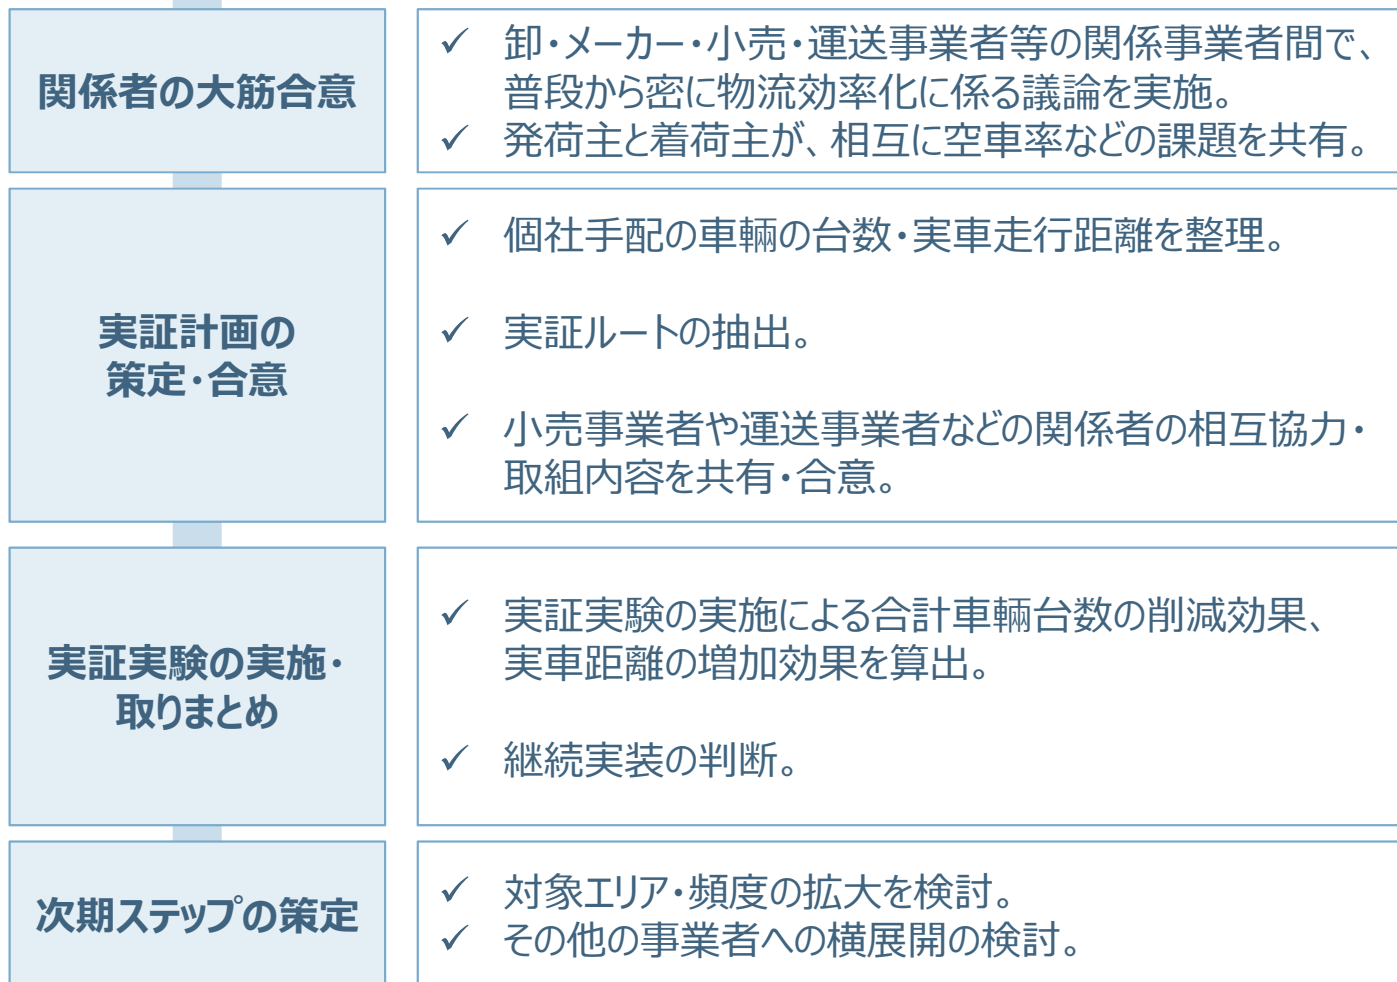 関係者の大筋合意
✓ 卸・メーカー・小売・運送事業者等の関係事業者間で、
普段から密に物流効率化に係る議論を実施。
✓ 発荷主と着荷主が、相互に空車率などの課題を共有。
実証計画の
策定・合意
✓ 個社手配の車輛の台数・実車走行距離を整理。
✓ 実証ルートの抽出。
✓ 小売事業者や運送事業者などの関係者の相互協力・
取組内容を共有・合意。
実証実験の実施・
取りまとめ
✓ 実証実験の実施による合計車輛台数の削減効果、
実車距離の増加効果を算出。
✓ 継続実装の判断。
次期ステップの策定
✓ 対象エリア・頻度の拡大を検討。
✓ その他の事業者への横展開の検討。